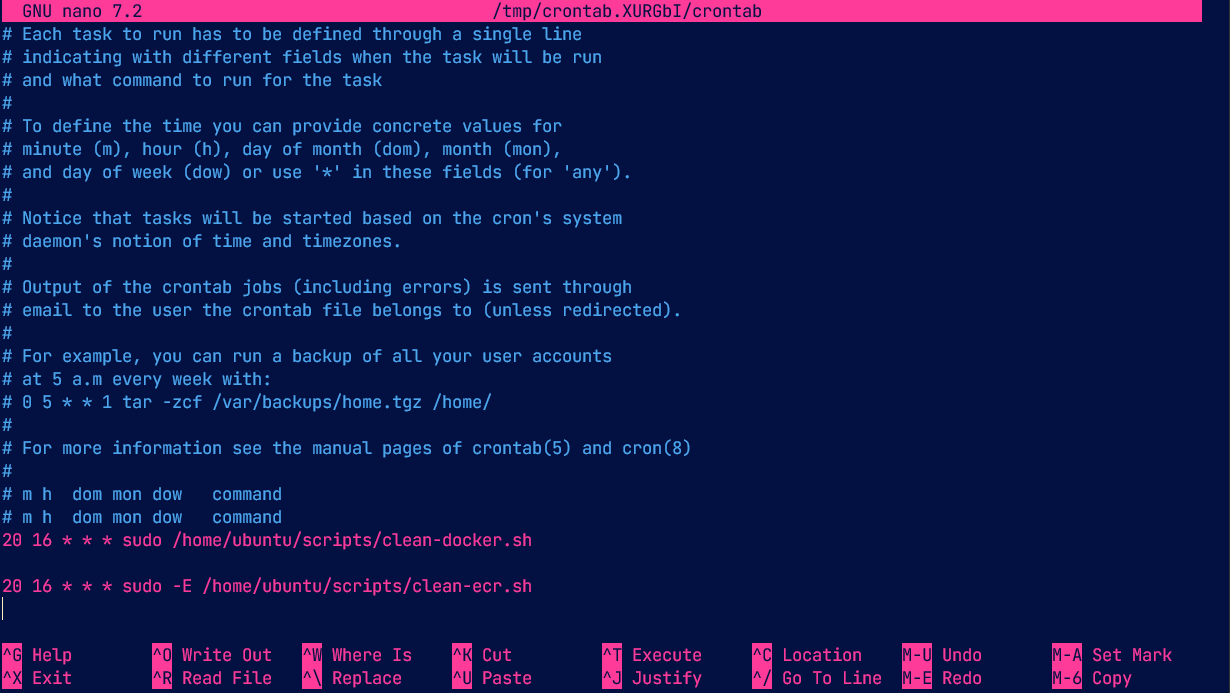 GNU nano 7.2 /tmp/crontab.XURGbI/crontab
# Each task to run has to be defined through a single line
# indicating with different fields when the task will be run
# and what command to run for the task
#
# To define the time you can provide concrete values for
# minute (m), hour (h), day of month (dom), month (mon),
# and day of week (dow) or use '*' in these fields (for 'any').
#
# Notice that tasks will be started based on the cron's system
# daemon's notion of time and timezones.
#
# Output of the crontab jobs (including errors) is sent through
# email to the user the crontab file belongs to (unless redirected).
#
# For example, you can run a backup of all your user accounts
# at 5 a.m every week with:
# 0 5 * * 1 tar -zcf /var/backups/home.tgz /home/
#
# For more information see the manual pages of crontab(5) and cron(8)
#
# m h  dom mon dow   command
# m h  dom mon dow   command
20 16 * * * sudo /home/ubuntu/scripts/clean-docker.sh
20 16 * * * sudo -E /home/ubuntu/scripts/clean-ecr.sh
^G Help ^O Write Out ^W Where Is ^K Cut ^T Execute ^C Location M-U Undo M-A Set Mark
^X Exit ^R Read File ^\ Replace ^U Paste ^J Justify ^/ Go To Line M-E Redo M-6 Copy